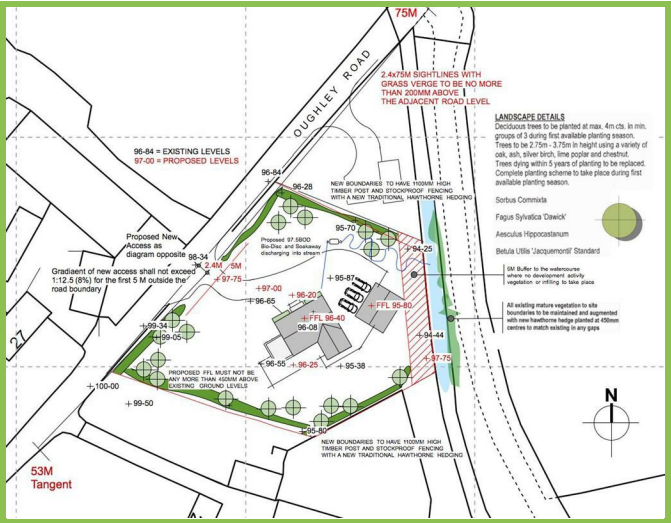 75M
2.4x75M SIGHTLINES WITH
GRASS VERGE TO BE NO MORE
THAN 200MM ABOVE
THE ADJACENT ROAD LEVEL
OUGHLEY ROAD
LANDSCAPE DETAILS
Deciduous trees to be planted at max. 4m cts. in min.
groups of 3 during first available planting season.
Trees to be 2.75m - 3.75m in height using a variety of
oak, ash, silver birch, lime poplar and chestnut.
Trees dying within 5 years of planting to be replaced.
Complete planting scheme to take place during first
available planting season.
Sorbus Commixta
Fagus Sylvatica 'Dawick'
Aesculus Hippocastanum
Betula Utilis 'Jacquemontii' Standard
96-84 = EXISTING LEVELS
97-00 = PROPOSED LEVELS
96-84
96-28
NEW BOUNDARIES TO HAVE 1100MM HIGH
TIMBER POST AND STOCKPROOF FENCING
WITH A NEW TRADITIONAL HAWTHORNE HEDGING
95-70
Proposed New
Access as
diagram opposite
Proposed 97.5BOD
Bio-Disc and Soakaway
discharging into stream
94-25
98-34
2.4M
5M
97-75
Gradiaent of new access shall not exceed
1:12.5 (8%) for the first 5 M outside the
road boundary
5M Buffer to the watercourse
where no development activity
vegetation or infilling to take place
95-87
97-00
96-65
96-20
FFL 96-40
96-08
FFL 95-80
All existing mature vegetation to site
boundaries to be maintained and augmented
with new hawthorne hedge planted at 450mm
centres to match existing in any gaps
99-34
99-05
94-44
97-75
27
96-55
96-25
95-38
PROPOSED FFL MUST NOT BE
ANY MORE THAN 450MM ABOVE
EXISTING GROUND LEVELS
100-00
99-50
95-80
N
NEW BOUNDARIES TO HAVE 1100MM HIGH
TIMBER POST AND STOCKPROOF FENCING
WITH A NEW TRADITIONAL HAWTHORNE HEDGING
53M
Tangent